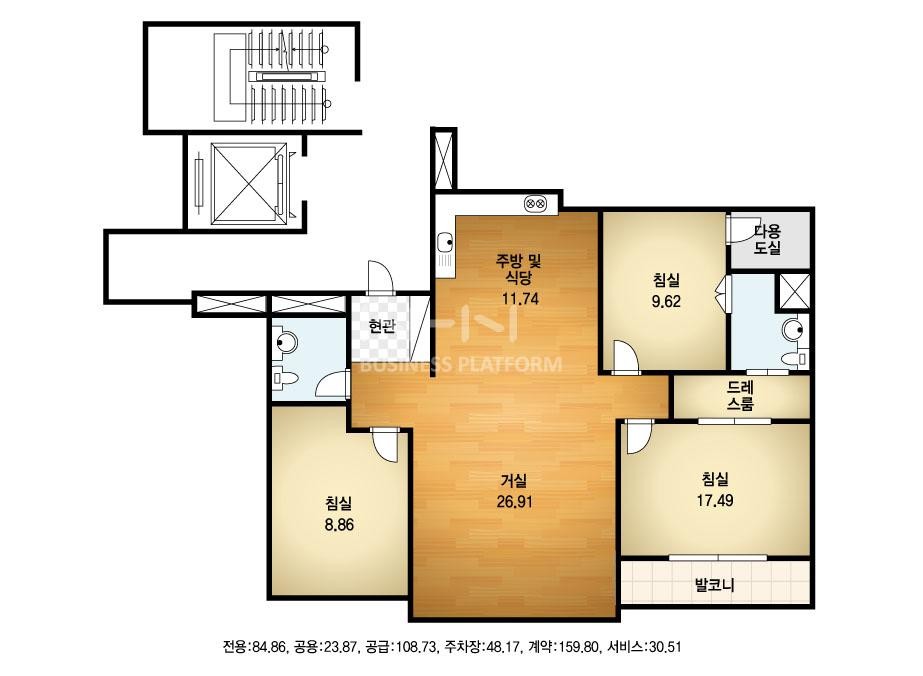 다용
도실
주방 및
식당
11.74
침실
9.62
현관
BUSINESS PLATFORM
드레
스룸
거실
26.91
침실
17.49
침실
8.86
발코니
전용:84.86, 공용:23.87, 공급:108.73, 주차장:48.17, 계약:159.80, 서비스:30.51